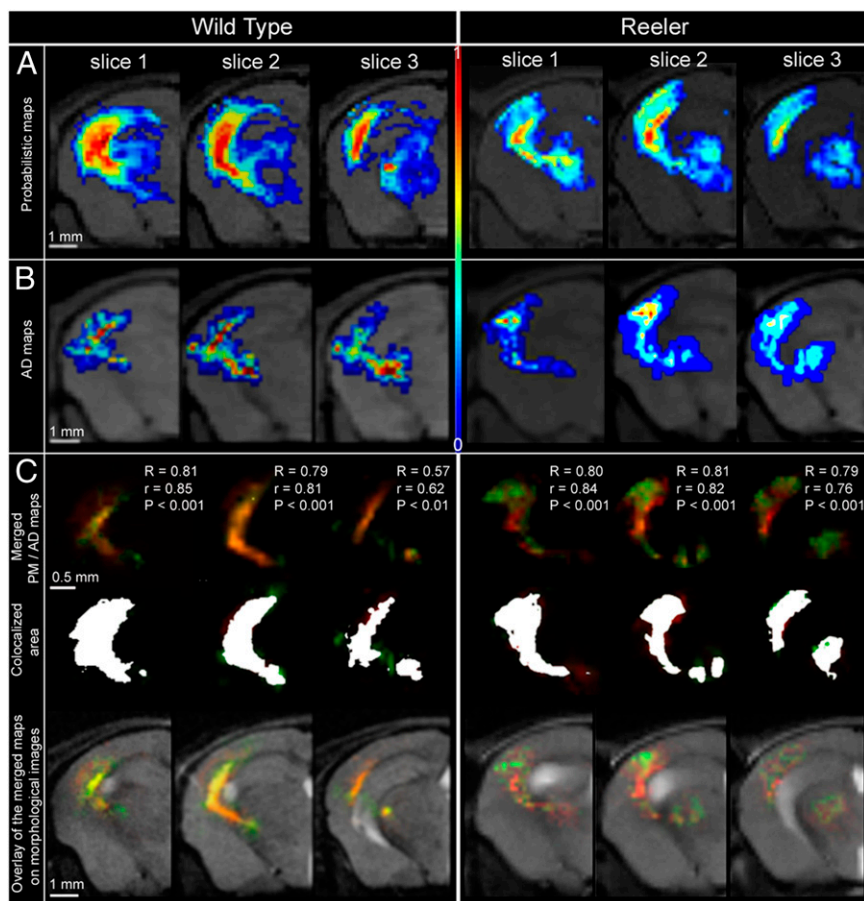 Wild Type
Reeler
A
slice 1
slice 2
slice 3
1
slice 1
slice 2
slice 3
Probabilistic maps
1 mm
B
AD maps
1 mm
0
C
Merged
PM / AD maps
R = 0.81
r = 0.85
P < 0.001
R = 0.79
r = 0.81
P < 0.001
R = 0.57
r = 0.62
P < 0.01
R = 0.80
r = 0.84
P < 0.001
R = 0.81
r = 0.82
P < 0.001
R = 0.79
r = 0.76
P < 0.001
0.5 mm
Colocalized
area
Overlay of the merged maps
on morphological images
1 mm